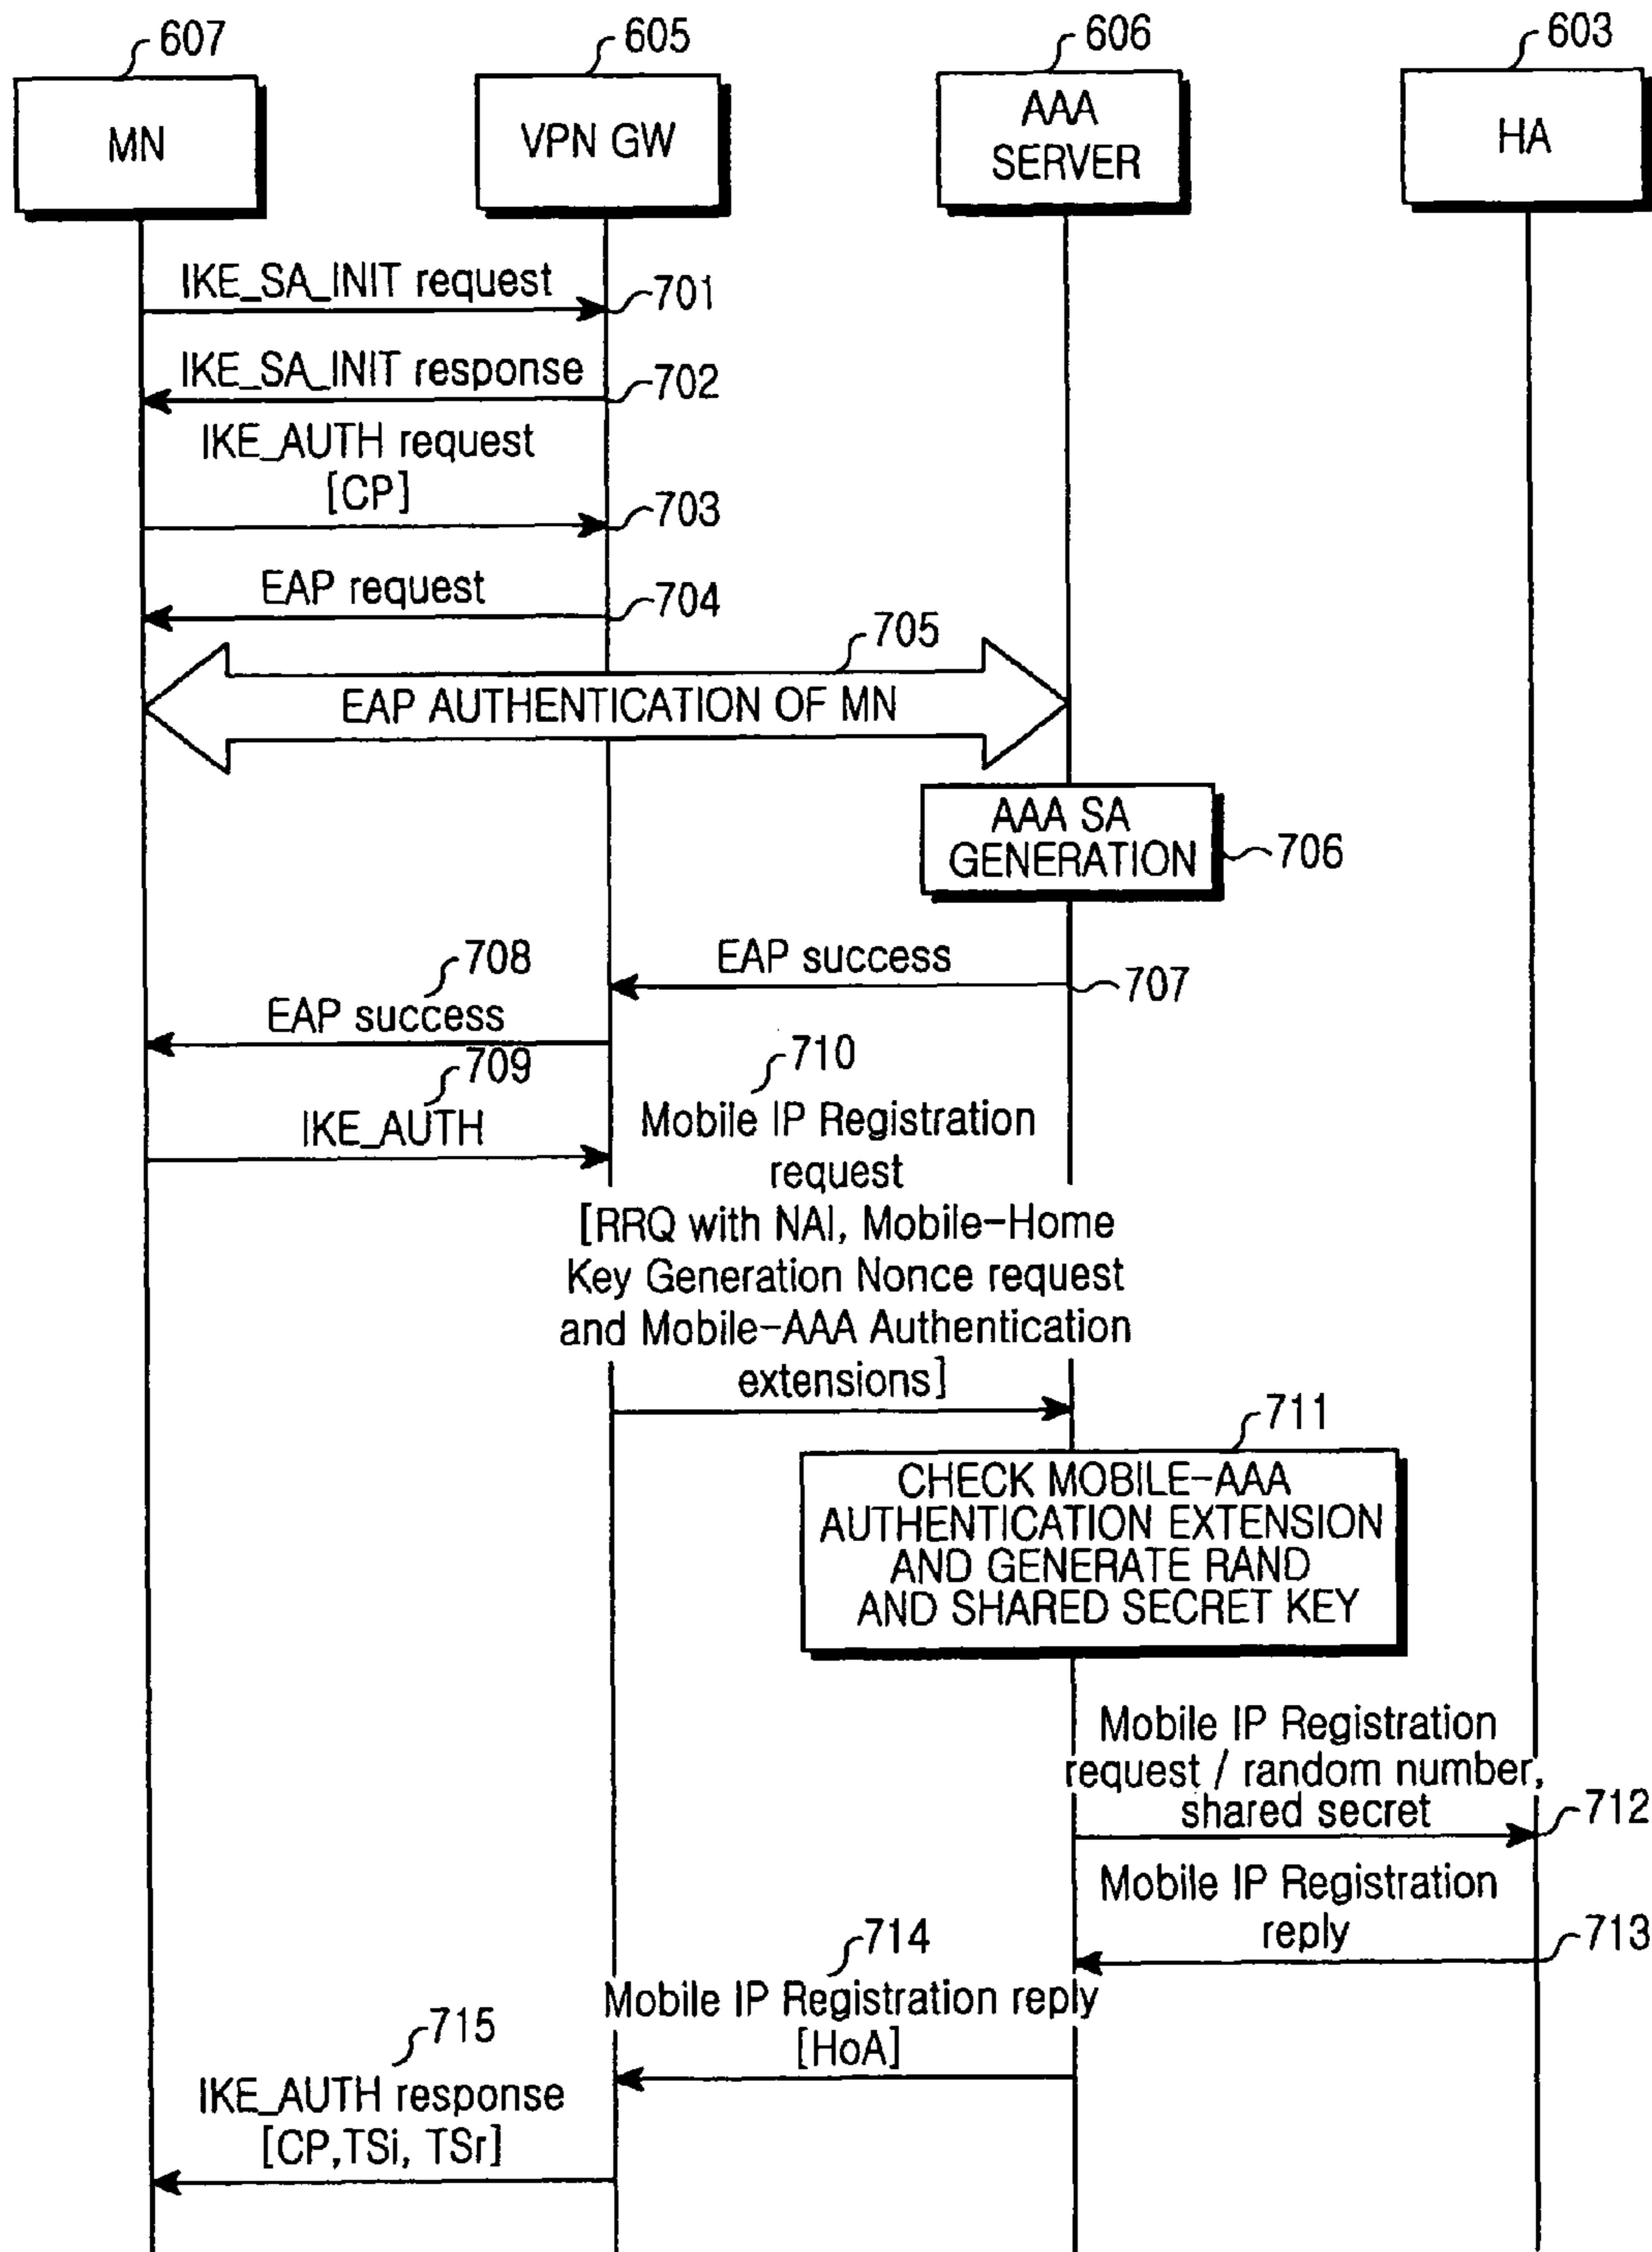 607
605
606
603
MN
VPN GW
AAA
SERVER
HA
IKE_SA_INIT request
701
IKE_SA_INIT response
702
IKE_AUTH request
[CP]
703
EAP request
704
705
EAP AUTHENTICATION OF MN
AAA SA
GENERATION
706
708
EAP success
707
EAP success
709
IKE_AUTH
710
Mobile IP Registration
request
[RRQ with NAI, Mobile-Home
Key Generation Nonce request
and Mobile-AAA Authentication
extensions]
711
CHECK MOBILE-AAA
AUTHENTICATION EXTENSION
AND GENERATE RAND
AND SHARED SECRET KEY
Mobile IP Registration
request / random number,
shared secret
712
Mobile IP Registration
reply
713
714
Mobile IP Registration reply
[HoA]
715
IKE_AUTH response
[CP,TSi, TSr]